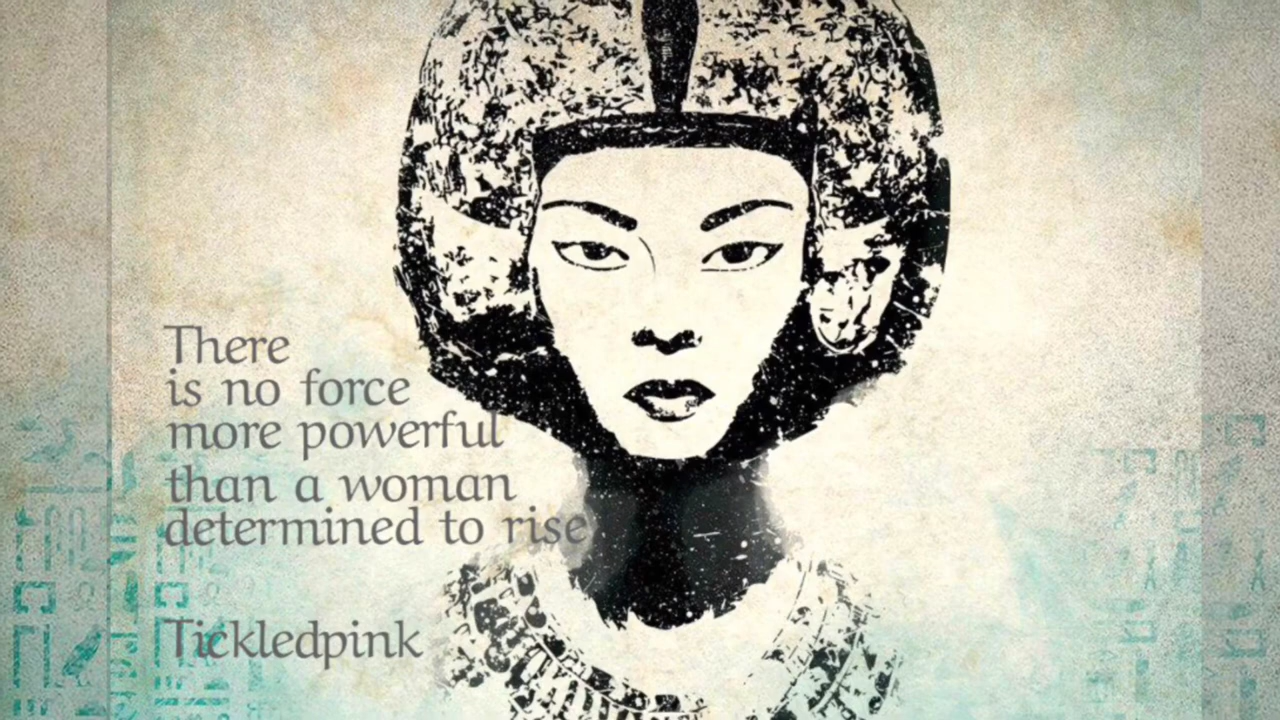 There
is no force
more powerful
than a woman
determined to rise
Tickledpink